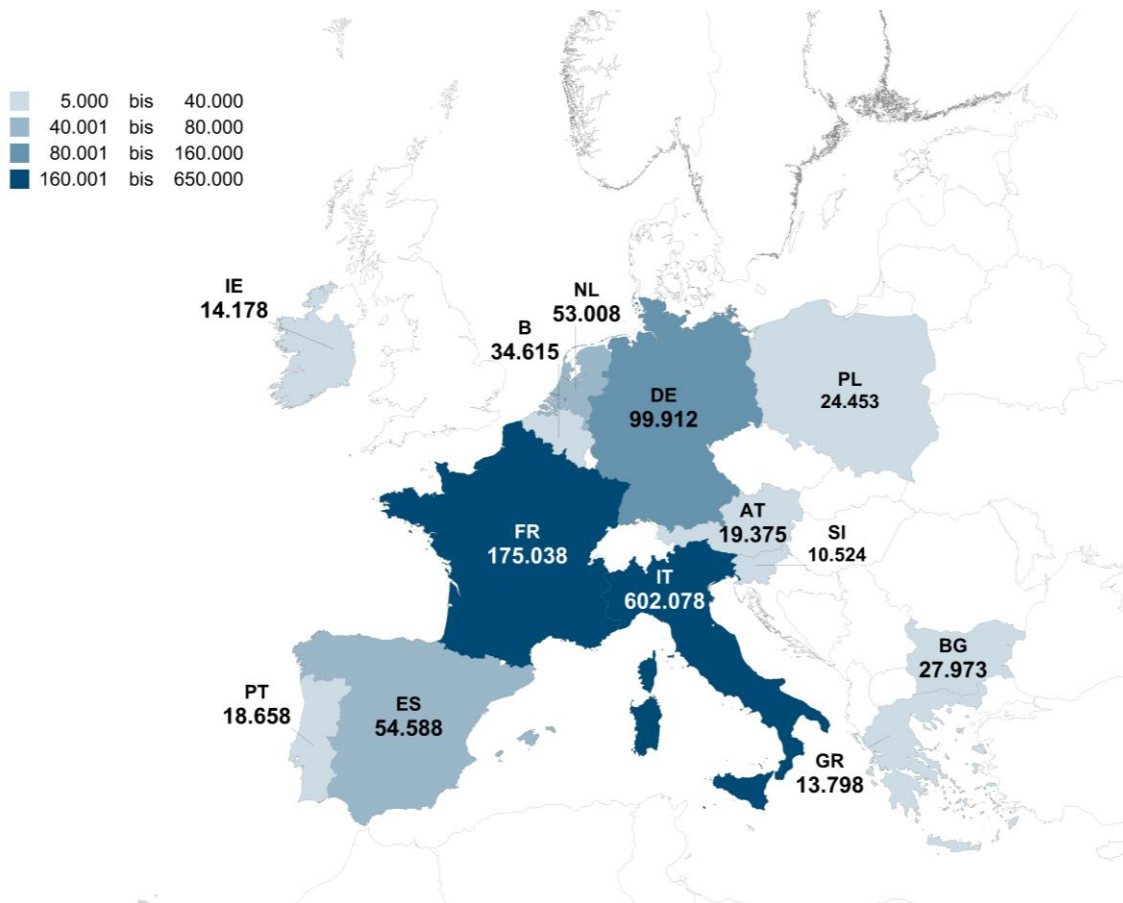 5.000 bis 40.000
40.001 bis 80.000
80.001 bis 160.000
160.001 bis 650.000
IE
14.178
NL
53.008
B
34.615
DE
99.912
PL
24.453
FR
175.038
AT
19.375
SI
10.524
IT
602.078
BG
27.973
PT
18.658
ES
54.588
GR
13.798